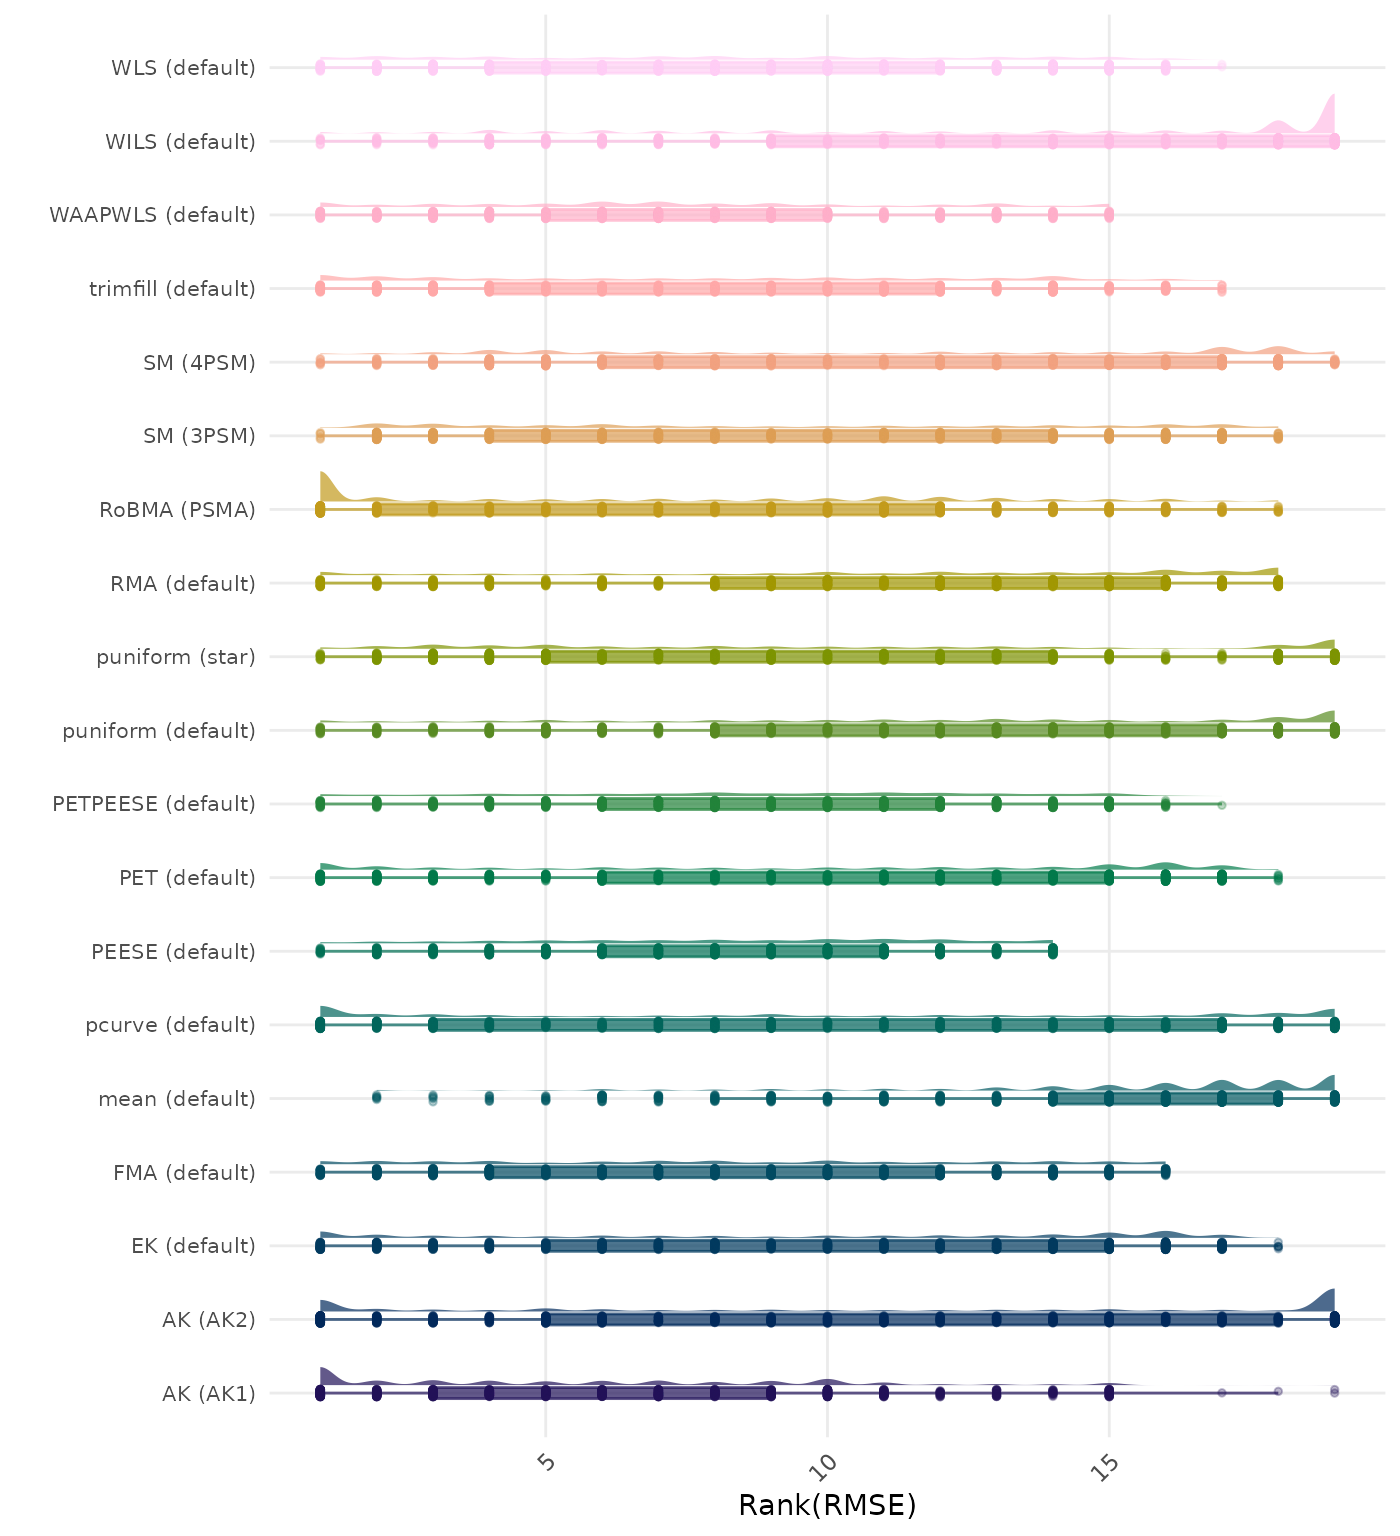 WLS (default)
WILS (default)
WAAPWLS (default)
trimfill (default)
SM (4PSM)
SM (3PSM)
RoBMA (PSMA)
RMA (default)
puniform (star)
puniform (default)
PETPEESE (default)
PET (default)
PEESE (default)
pcurve (default)
mean (default)
FMA (default)
EK (default)
AK (AK2)
AK (AK1)
5
10
15
Rank(RMSE)